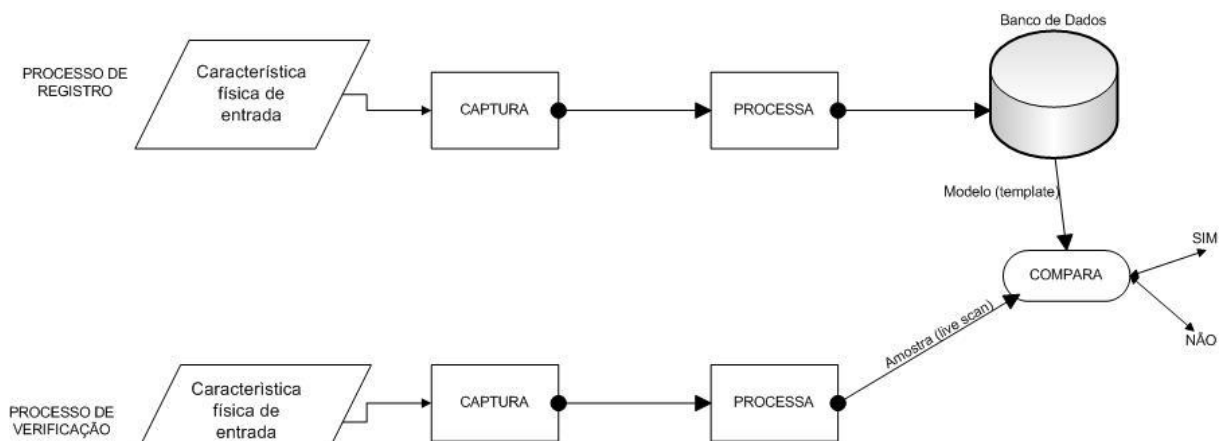 Banco de Dados
PROCESSO DE
REGISTRO
Característica
física de
entrada
CAPTURA
PROCESSA
Modelo (template)
SIM
COMPARA
NÃO
Amostra (live scan)
PROCESSO DE
VERIFICAÇÃO
Característica
física de
entrada
CAPTURA
PROCESSA